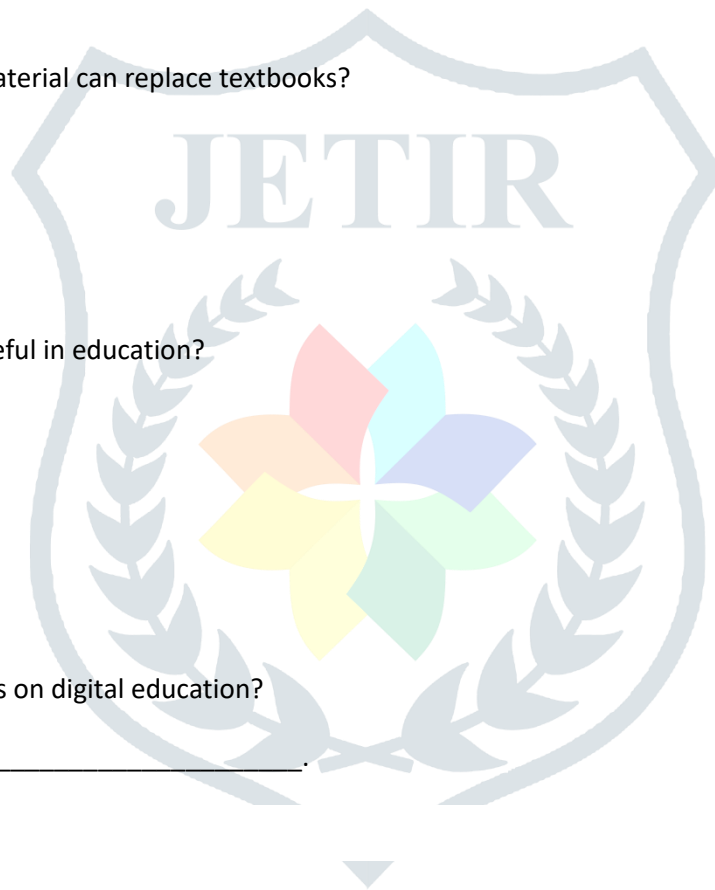 aterial can replace textbooks?
JETIR
eful in education?
s on digital education?
______________________.